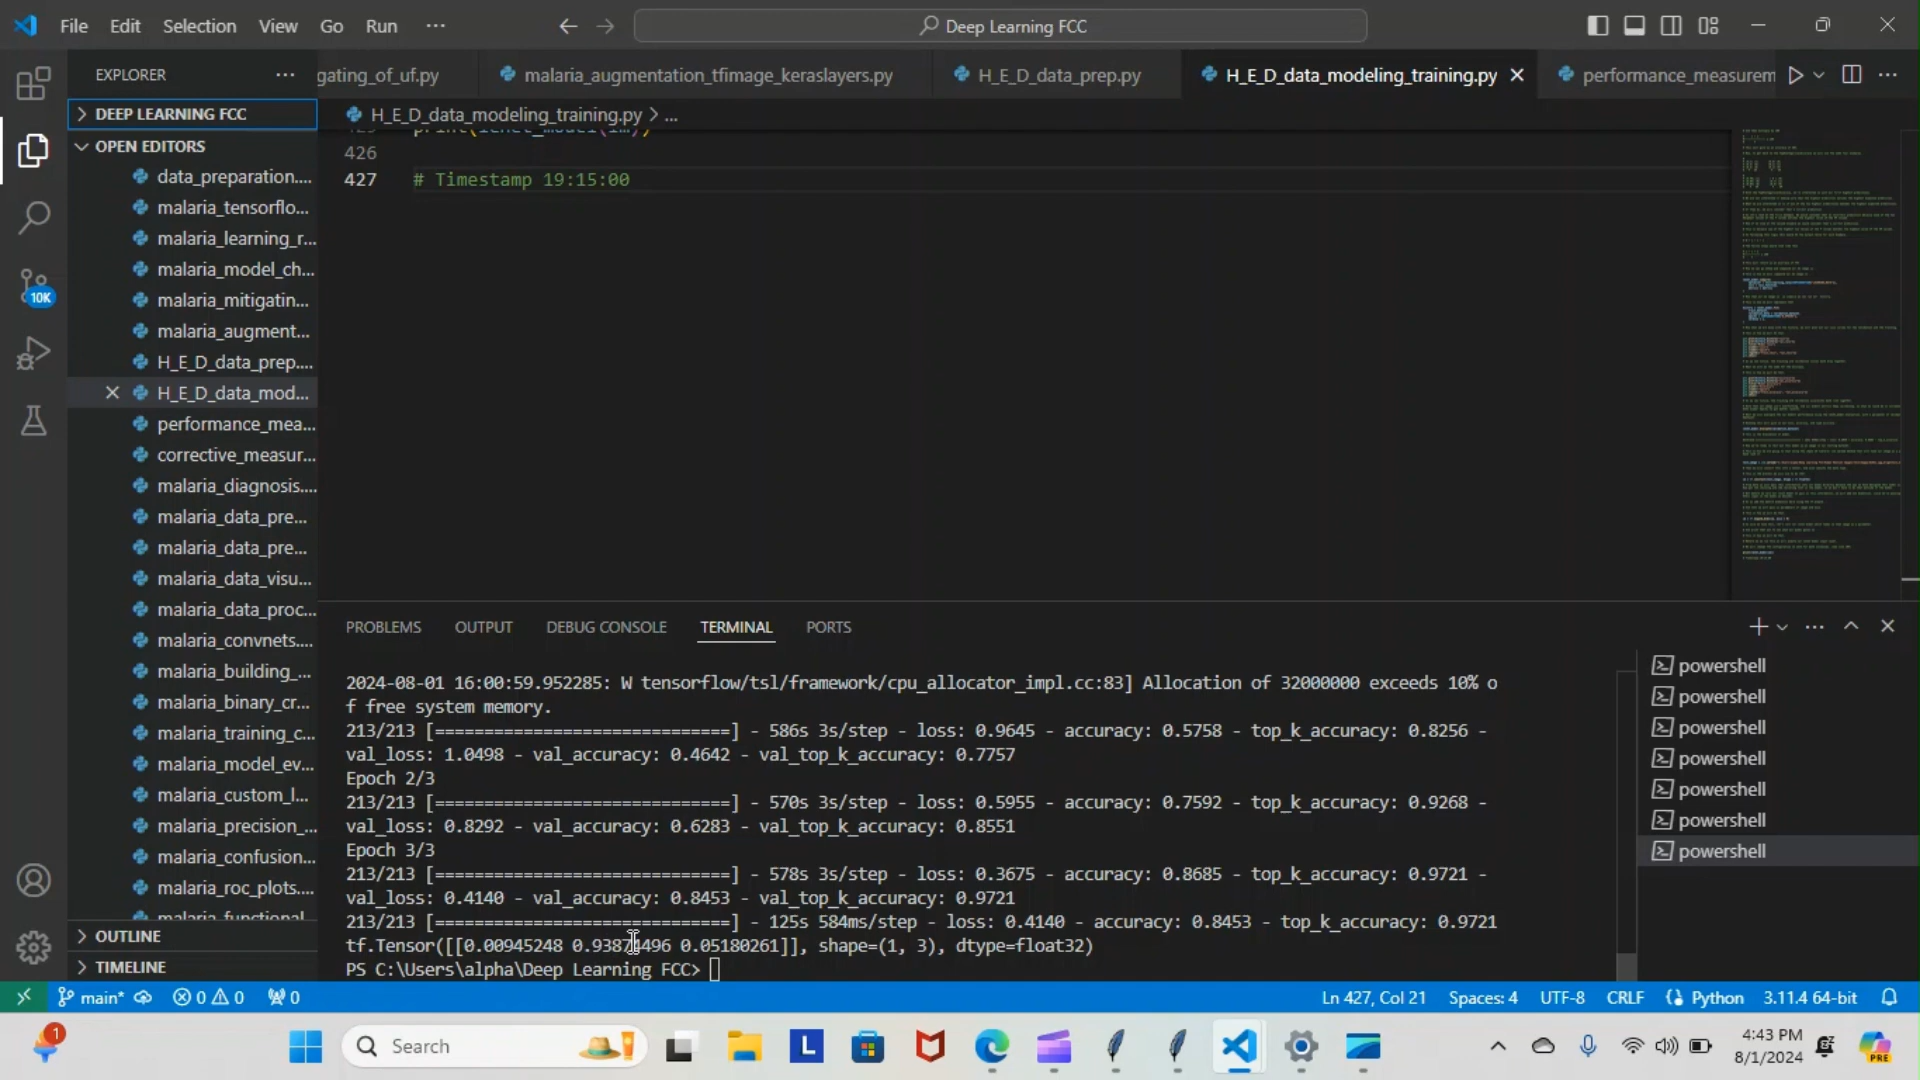 File Edit Selection View Go Run ···
Deep Learning FCC
EXPLORER ···
gating_of_uf.py
malaria_augmentation_tfimage_keraslayers.py
H_E_D_data_prep.py
H_E_D_data_modeling_training.py
performance_measurem
DEEP LEARNING FCC
H_E_D_data_modeling_training.py > ...
OPEN EDITORS
data_preparation....
malaria_tensorflo...
malaria_learning_r...
malaria_model_ch...
malaria_mitigatin...
malaria_augment...
H_E_D_data_prep....
H_E_D_data_mod...
performance_mea...
corrective_measur...
malaria_diagnosis....
malaria_data_pre...
malaria_data_pre...
malaria_data_visu...
malaria_data_proc...
malaria_convnets....
malaria_building_...
malaria_binary_cr...
malaria_training_c...
malaria_model_ev...
malaria_custom_l...
malaria_precision_...
malaria_confusion...
malaria_roc_plots....
malaria_functional
OUTLINE
TIMELINE
10K
426
427 # Timestamp 19:15:00
PROBLEMS OUTPUT DEBUG CONSOLE TERMINAL PORTS
2024-08-01 16:00:59.952285: W tensorflow/tsl/framework/cpu_allocator_impl.cc:83] Allocation of 32000000 exceeds 10% o
f free system memory.
213/213 [==============================] - 586s 3s/step - loss: 0.9645 - accuracy: 0.5758 - top_k_accuracy: 0.8256 -
val_loss: 1.0498 - val_accuracy: 0.4642 - val_top_k_accuracy: 0.7757
Epoch 2/3
213/213 [==============================] - 570s 3s/step - loss: 0.5955 - accuracy: 0.7592 - top_k_accuracy: 0.9268 -
val_loss: 0.8292 - val_accuracy: 0.6283 - val_top_k_accuracy: 0.8551
Epoch 3/3
213/213 [==============================] - 578s 3s/step - loss: 0.3675 - accuracy: 0.8685 - top_k_accuracy: 0.9721 -
val_loss: 0.4140 - val_accuracy: 0.8453 - val_top_k_accuracy: 0.9721
213/213 [==============================] - 125s 584ms/step - loss: 0.4140 - accuracy: 0.8453 - top_k_accuracy: 0.9721
tf.Tensor([[0.00945248 0.93874496 0.05180261]], shape=(1, 3), dtype=float32)
PS C:\Users\alpha\Deep Learning FCC>
powershell
powershell
powershell
powershell
powershell
powershell
powershell
main* 0 0 0
Ln 427, Col 21 Spaces: 4 UTF-8 CRLF Python 3.11.4 64-bit
1
Search
L
4:43 PM
8/1/2024
PRE